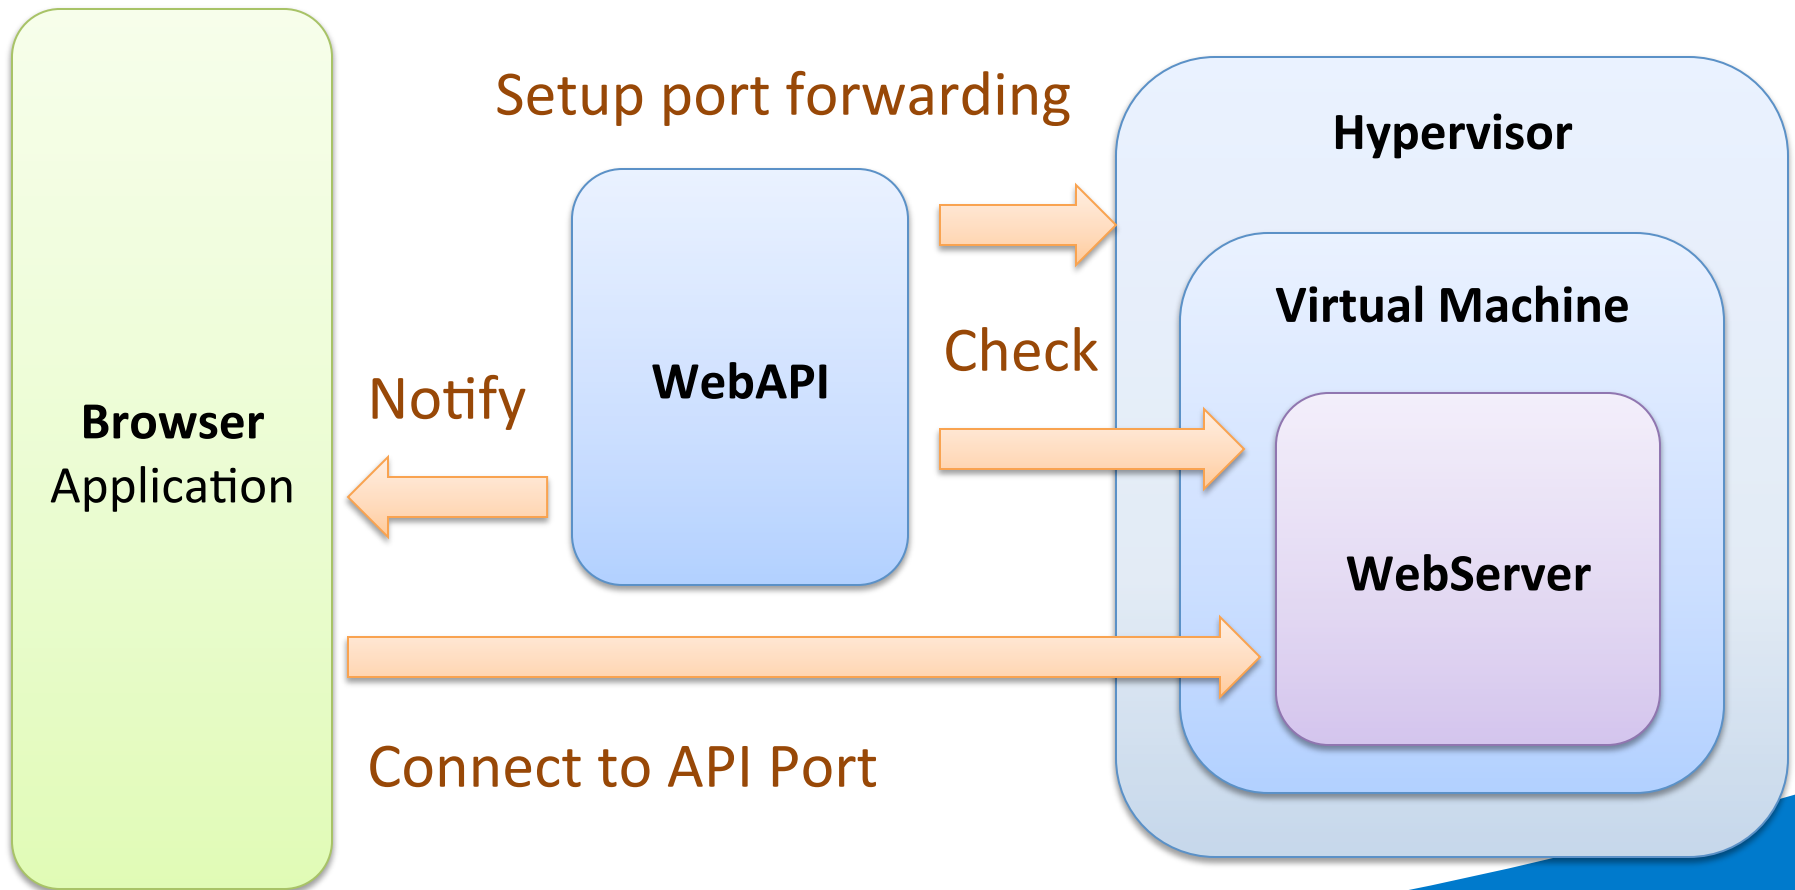 Setup port forwarding
Hypervisor
Virtual Machine
Check
WebAPI
Notify
Browser
Application
WebServer
Connect to API Port